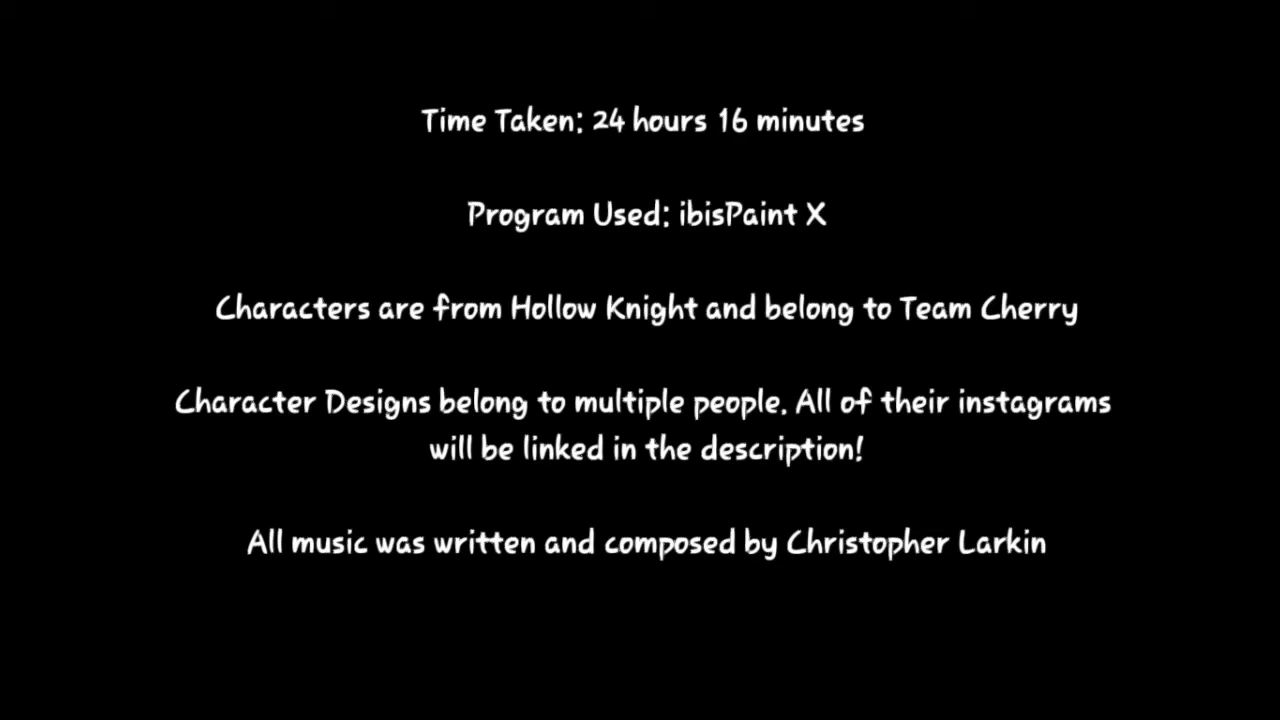 Time Taken: 24 hours 16 minutes
Program Used: ibisPaint X
Characters are from Hollow Knight and belong to Team Cherry
Character Designs belong to multiple people. All of their instagrams
will be linked in the description!
All music was written and composed by Christopher Larkin